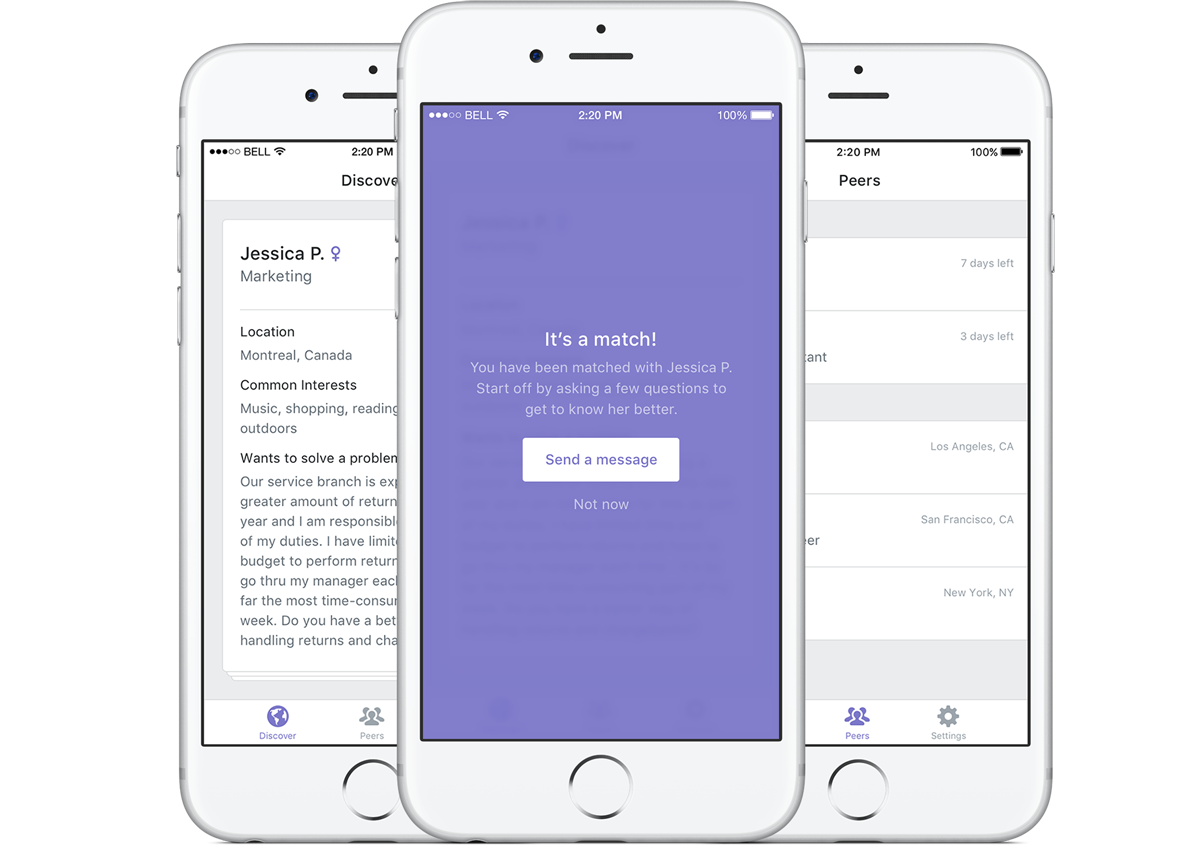 BELL 2:20 PM
Discove
Jessica P.
Marketing
Location
Montreal, Canada
Common Interests
Music, shopping, reading
outdoors
Wants to solve a problem
Our service branch is exp
greater amount of return
year and I am responsibl
of my duties. I have limite
budget to perform return
go thru my manager each
far the most time-consu
week. Do you have a bet
handling returns and cha
Discover Peers
BELL 2:20 PM 100%
It's a match!
You have been matched with Jessica P.
Start off by asking a few questions to
get to know her better.
Send a message
Not now
2:20 PM 100%
Peers
7 days left
3 days left
tant
Los Angeles, CA
San Francisco, CA
eer
New York, NY
Peers Settings